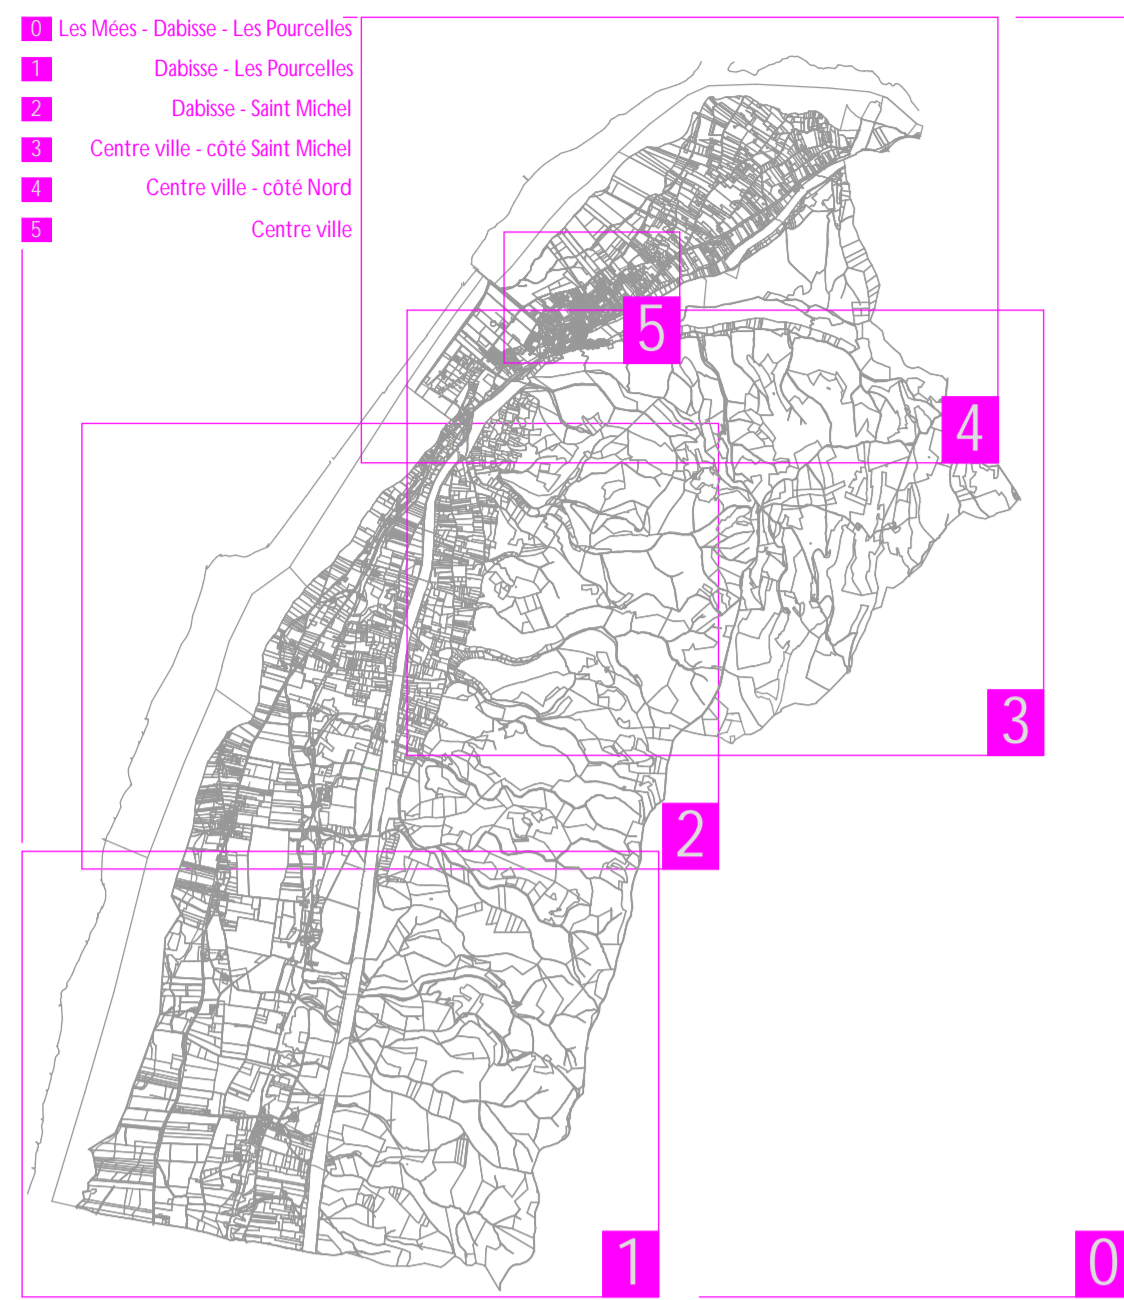 0 Les Mées - Dabisse - Les Pourcelles
1 Dabisse - Les Pourcelles
2 Dabisse - Saint Michel
3 Centre ville - côté Saint Michel
4 Centre ville - côté Nord
5 Centre ville
5
4
3
2
1
0